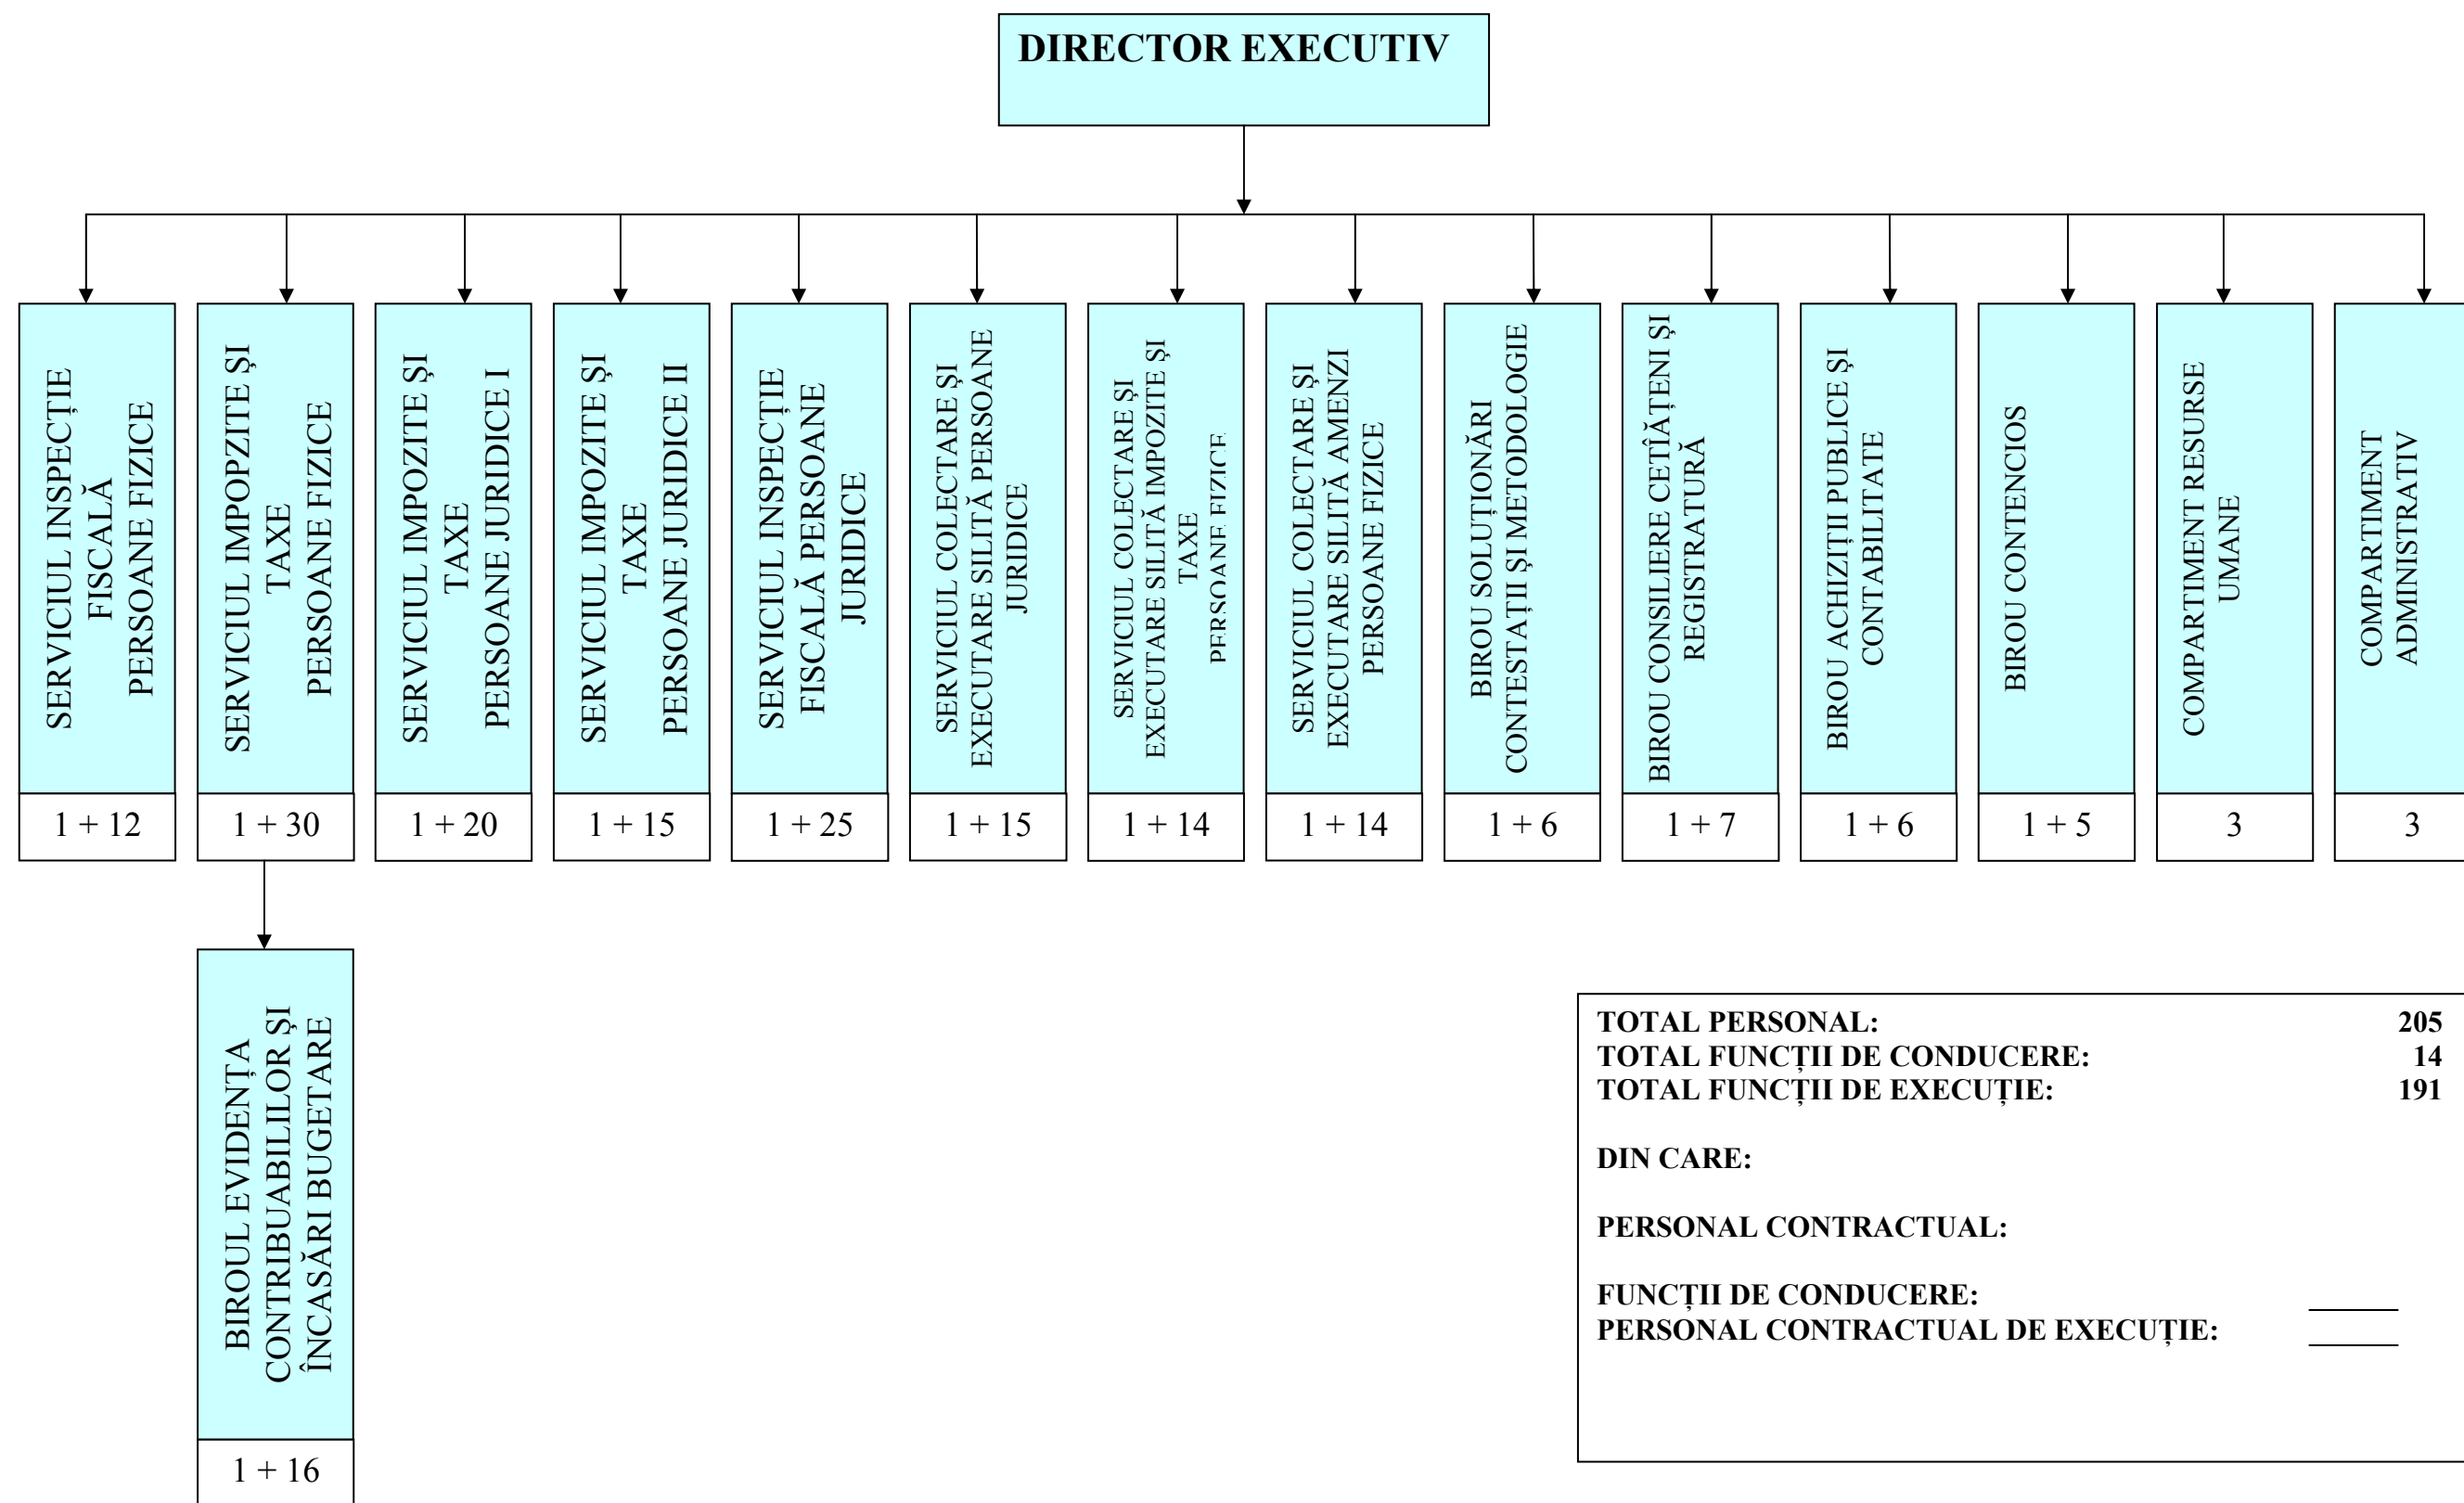 DIRECTOR EXECUTIV
SERVICIUL INSPECȚIE
FISCALĂ
PERSOANE FIZICE
1 + 12
SERVICIUL IMPOPZITE ȘI
TAXE
PERSOANE FIZICE
1 + 30
SERVICIUL IMPOZITE ȘI
TAXE
PERSOANE JURIDICE I
1 + 20
SERVICIUL IMPOZITE ȘI
TAXE
PERSOANE JURIDICE II
1 + 15
SERVICIUL INSPECȚIE
FISCALĂ PERSOANE
JURIDICE
1 + 25
SERVICIUL COLECTARE ȘI
EXECUTARE SILITĂ PERSOANE
JURIDICE
1 + 15
SERVICIUL COLECTARE ȘI
EXECUTARE SILITĂ IMPOZITE ȘI
TAXE
PERSOANE FIZICE
1 + 14
SERVICIUL COLECTARE ȘI
EXECUTARE SILITĂ AMENZI
PERSOANE FIZICE
1 + 14
BIROU SOLUȚIONĂRI
CONTESTAȚII ȘI METODOLOGIE
1 + 6
BIROU CONSILIERE CETÎĂȚENI ȘI
REGISTRATURĂ
1 + 7
BIROU ACHIZIȚII PUBLICE ȘI
CONTABILITATE
1 + 6
BIROU CONTENCIOS
1 + 5
COMPARTIMENT RESURSE
UMANE
3
COMPARTIMENT
ADMINISTRATIV
3
BIROUL EVIDENȚA
CONTRIBUABILILOR ȘI
ÎNCASĂRI BUGETARE
1 + 16
TOTAL PERSONAL: 205
TOTAL FUNCȚII DE CONDUCERE: 14
TOTAL FUNCȚII DE EXECUȚIE: 191
DIN CARE:
PERSONAL CONTRACTUAL:
FUNCȚII DE CONDUCERE: ______
PERSONAL CONTRACTUAL DE EXECUȚIE: ______